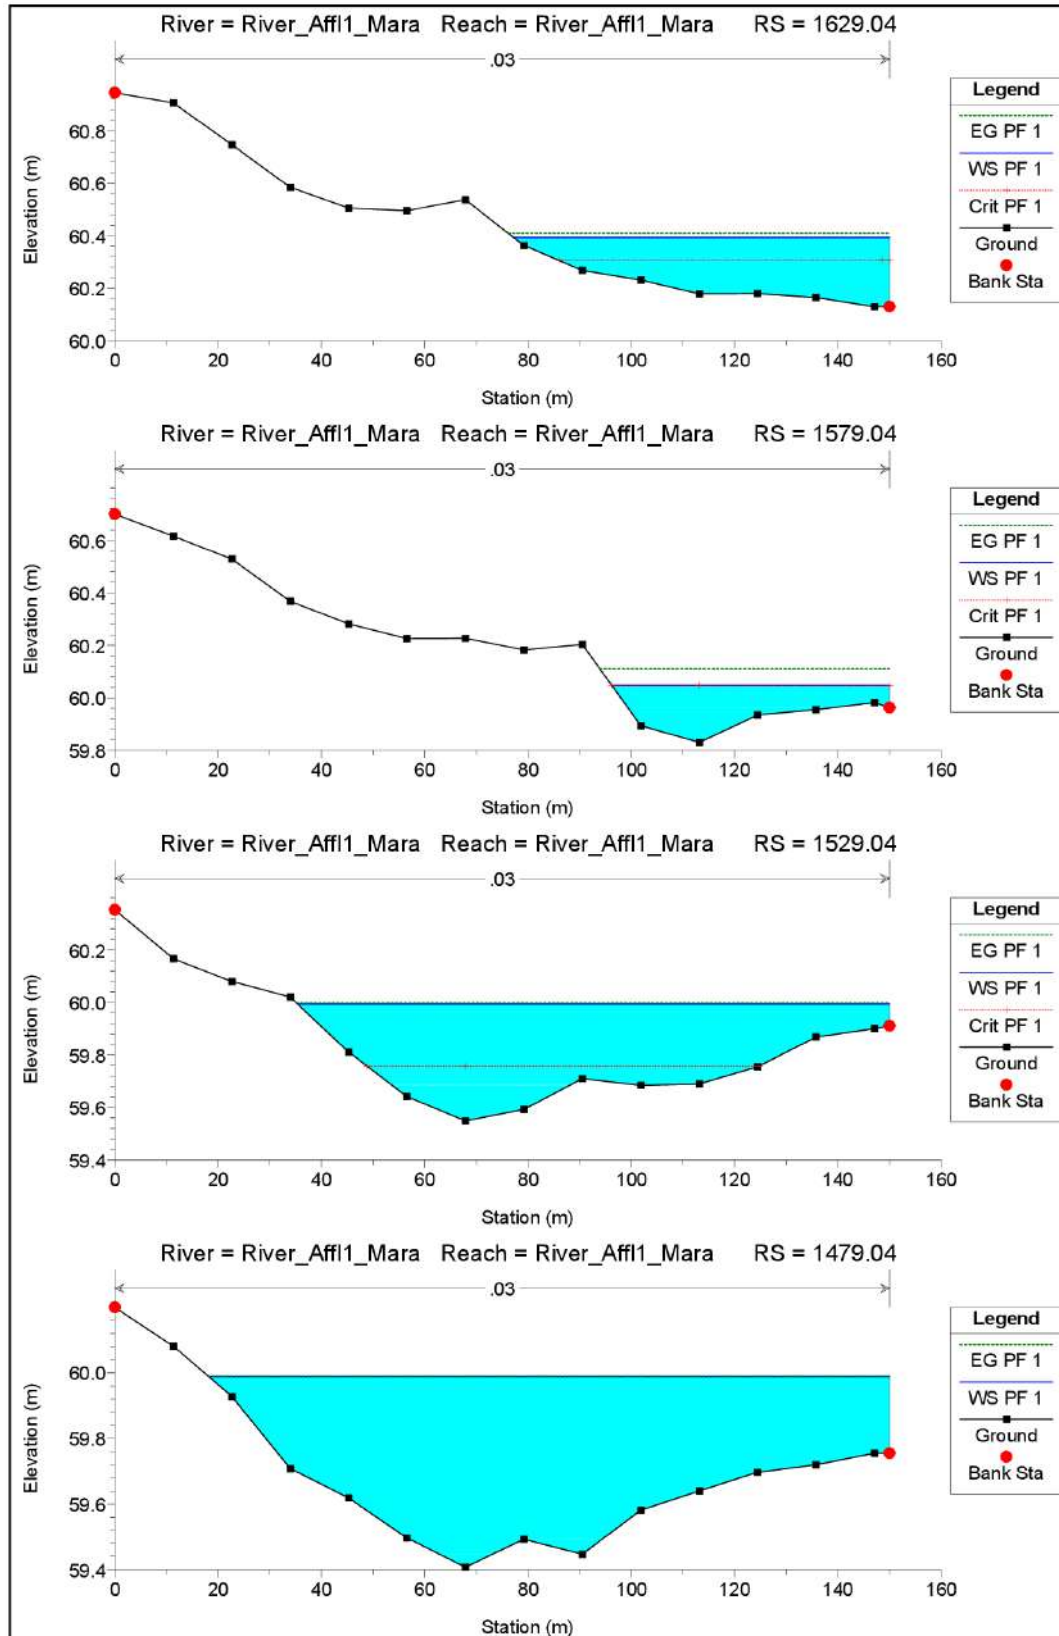 River = River_Affl1_Mara Reach = River_Affl1_Mara RS = 1629.04
.03
Legend
EG PF 1
WS PF 1
Crit PF 1
Ground
Bank Sta
Elevation (m)
60.8
60.6
60.4
60.2
60.0
0 20 40 60 80 100 120 140 160
Station (m)
River = River_Affl1_Mara Reach = River_Affl1_Mara RS = 1579.04
.03
Legend
EG PF 1
WS PF 1
Crit PF 1
Ground
Bank Sta
Elevation (m)
60.6
60.4
60.2
60.0
59.8
0 20 40 60 80 100 120 140 160
Station (m)
River = River_Affl1_Mara Reach = River_Affl1_Mara RS = 1529.04
.03
Legend
EG PF 1
WS PF 1
Crit PF 1
Ground
Bank Sta
Elevation (m)
60.2
60.0
59.8
59.6
59.4
0 20 40 60 80 100 120 140 160
Station (m)
River = River_Affl1_Mara Reach = River_Affl1_Mara RS = 1479.04
.03
Legend
EG PF 1
WS PF 1
Ground
Bank Sta
Elevation (m)
60.0
59.8
59.6
59.4
0 20 40 60 80 100 120 140 160
Station (m)